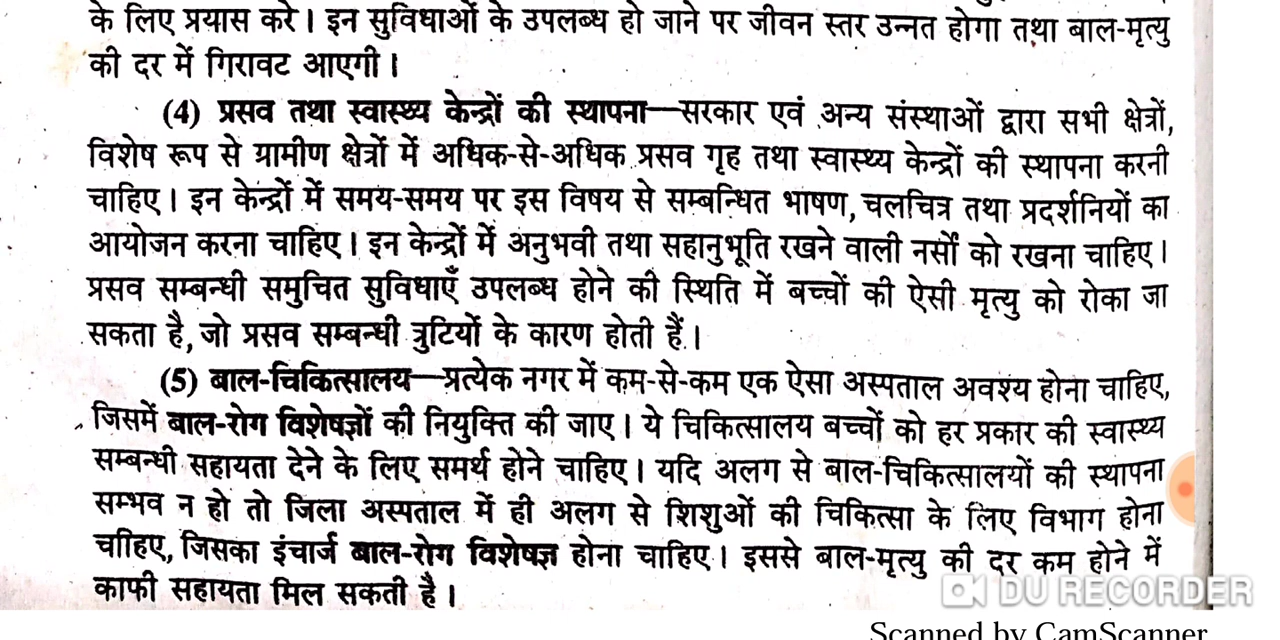 के लिए प्रयास करे। इन सुविधाओं के उपलब्ध हो जाने पर जीवन स्तर उन्नत होगा तथा बाल-मृत्यु
की दर में गिरावट आएगी।
(4) प्रसव तथा स्वास्थ्य केन्द्रों की स्थापना—सरकार एवं अन्य संस्थाओं द्वारा सभी क्षेत्रों,
विशेष रूप से ग्रामीण क्षेत्रों में अधिक-से-अधिक प्रसव गृह तथा स्वास्थ्य केन्द्रों की स्थापना करनी
चाहिए। इन केन्द्रों में समय-समय पर इस विषय से सम्बन्धित भाषण, चलचित्र तथा प्रदर्शनियों का
आयोजन करना चाहिए। इन केन्द्रों में अनुभवी तथा सहानुभूति रखने वाली नर्सों को रखना चाहिए।
प्रसव सम्बन्धी समुचित सुविधाएँ उपलब्ध होने की स्थिति में बच्चों की ऐसी मृत्यु को रोका जा
सकता है, जो प्रसव सम्बन्धी त्रुटियों के कारण होती हैं।
(5) बाल-चिकित्सालय—प्रत्येक नगर में कम-से-कम एक ऐसा अस्पताल अवश्य होना चाहिए,
जिसमें बाल-रोग विशेषज्ञों की नियुक्ति की जाए। ये चिकित्सालय बच्चों को हर प्रकार की स्वास्थ्य
सम्बन्धी सहायता देने के लिए समर्थ होने चाहिए। यदि अलग से बाल-चिकित्सालयों की स्थापना
सम्भव न हो तो जिला अस्पताल में ही अलग से शिशुओं की चिकित्सा के लिए विभाग होना
चाहिए, जिसका इंचार्ज बाल-रोग विशेषज्ञ होना चाहिए। इससे बाल-मृत्यु की दर कम होने में
काफी सहायता मिल सकती है।
DU RECORDER
Scanned by CamScanner